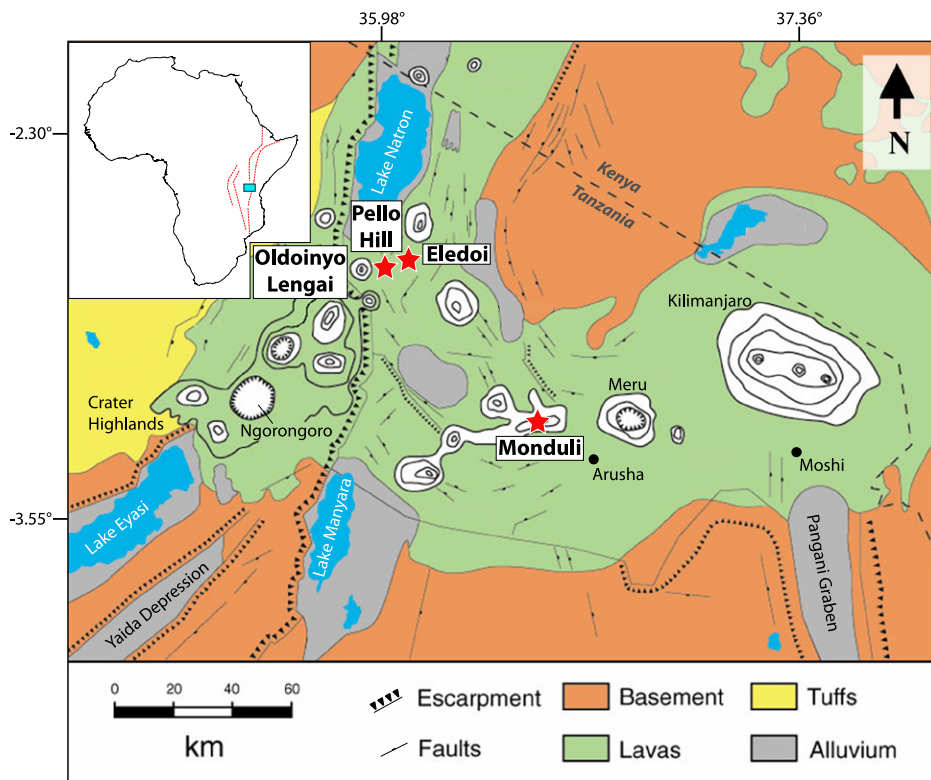 35.98°
37.36°
-2.30°
-3.55°
N
Lake Natron
Kenya
Tanzania
Pello
Hill
Eledoi
Oldoinyo
Lengai
Kilimanjaro
Crater
Highlands
Ngorongoro
Meru
Monduli
Arusha
Moshi
Lake Eyasi
Lake Manyara
Yaida Depression
Pangani Graben
0 20 40 60
km
Escarpment
Basement
Tuffs
Faults
Lavas
Alluvium